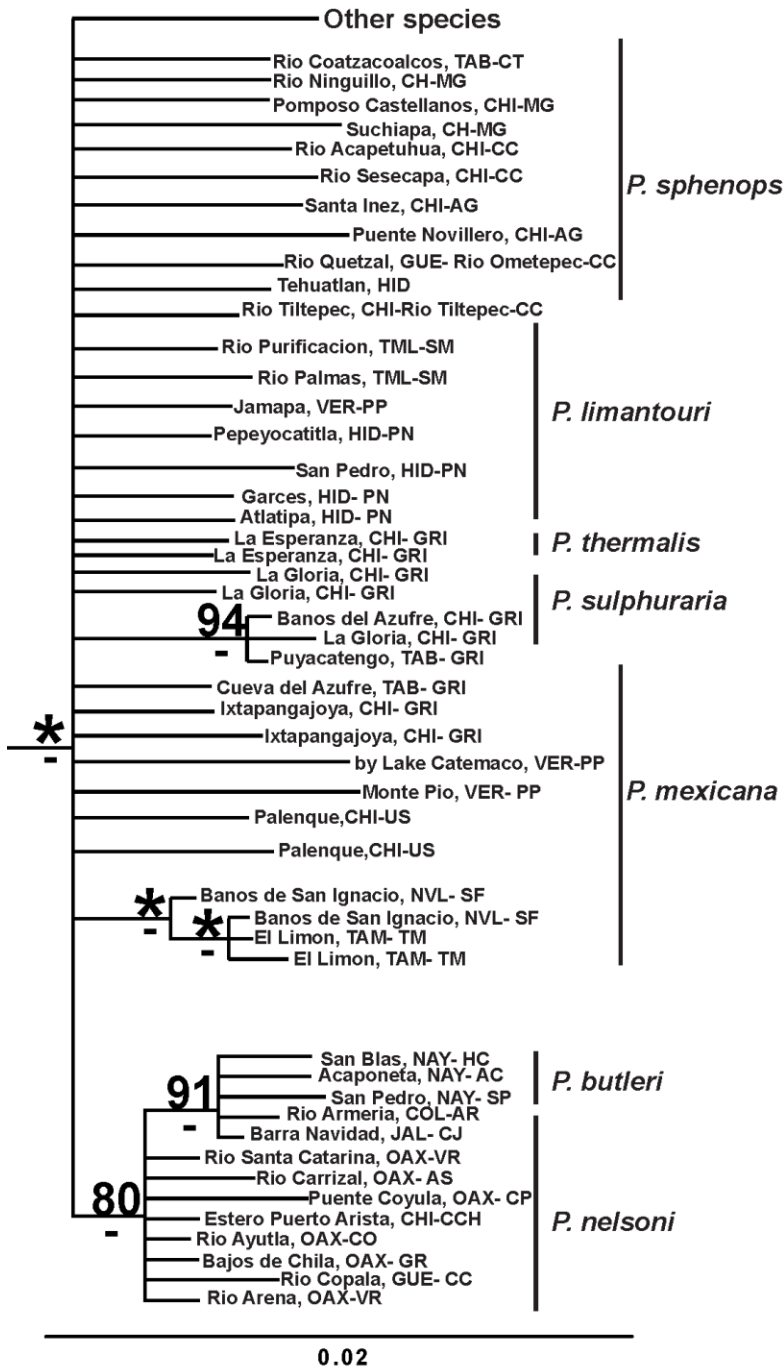 Other species
Rio Coatzacoalcos, TAB-CT
Rio Ninguillo, CH-MG
Pomposo Castellanos, CHI-MG
Suchiapa, CH-MG
Rio Acapetuhua, CHI-CC
Rio Sesecapa, CHI-CC
P. sphenops
Santa Inez, CHI-AG
Puente Novillero, CHI-AG
Rio Quetzal, GUE- Rio Ometepec-CC
Tehuatlan, HID
Rio Tiltepec, CHI-Rio Tiltepec-CC
Rio Purificacion, TML-SM
Rio Palmas, TML-SM
Jamapa, VER-PP
P. limantouri
Pepeyocatitla, HID-PN
San Pedro, HID-PN
Garces, HID- PN
Atlatipa, HID- PN
La Esperanza, CHI- GRI
P. thermalis
La Esperanza, CHI- GRI
La Gloria, CHI- GRI
La Gloria, CHI- GRI
P. sulphuraria
94
-
Banos del Azufre, CHI- GRI
La Gloria, CHI- GRI
Puyacatengo, TAB- GRI
Cueva del Azufre, TAB- GRI
Ixtapangajoya, CHI- GRI
*
-
Ixtapangajoya, CHI- GRI
by Lake Catemaco, VER-PP
Monte Pio, VER- PP
P. mexicana
Palenque,CHI-US
Palenque,CHI-US
*
-
Banos de San Ignacio, NVL- SF
*
-
Banos de San Ignacio, NVL- SF
El Limon, TAM- TM
El Limon, TAM- TM
San Blas, NAY- HC
Acaponeta, NAY- AC
P. butleri
91
-
San Pedro, NAY- SP
Rio Armeria, COL-AR
Barra Navidad, JAL- CJ
Rio Santa Catarina, OAX-VR
Rio Carrizal, OAX- AS
80
-
Puente Coyula, OAX- CP
Estero Puerto Arista, CHI-CCH
P. nelsoni
Rio Ayutla, OAX-CO
Bajos de Chila, OAX- GR
Rio Copala, GUE- CC
Rio Arena, OAX-VR
0.02